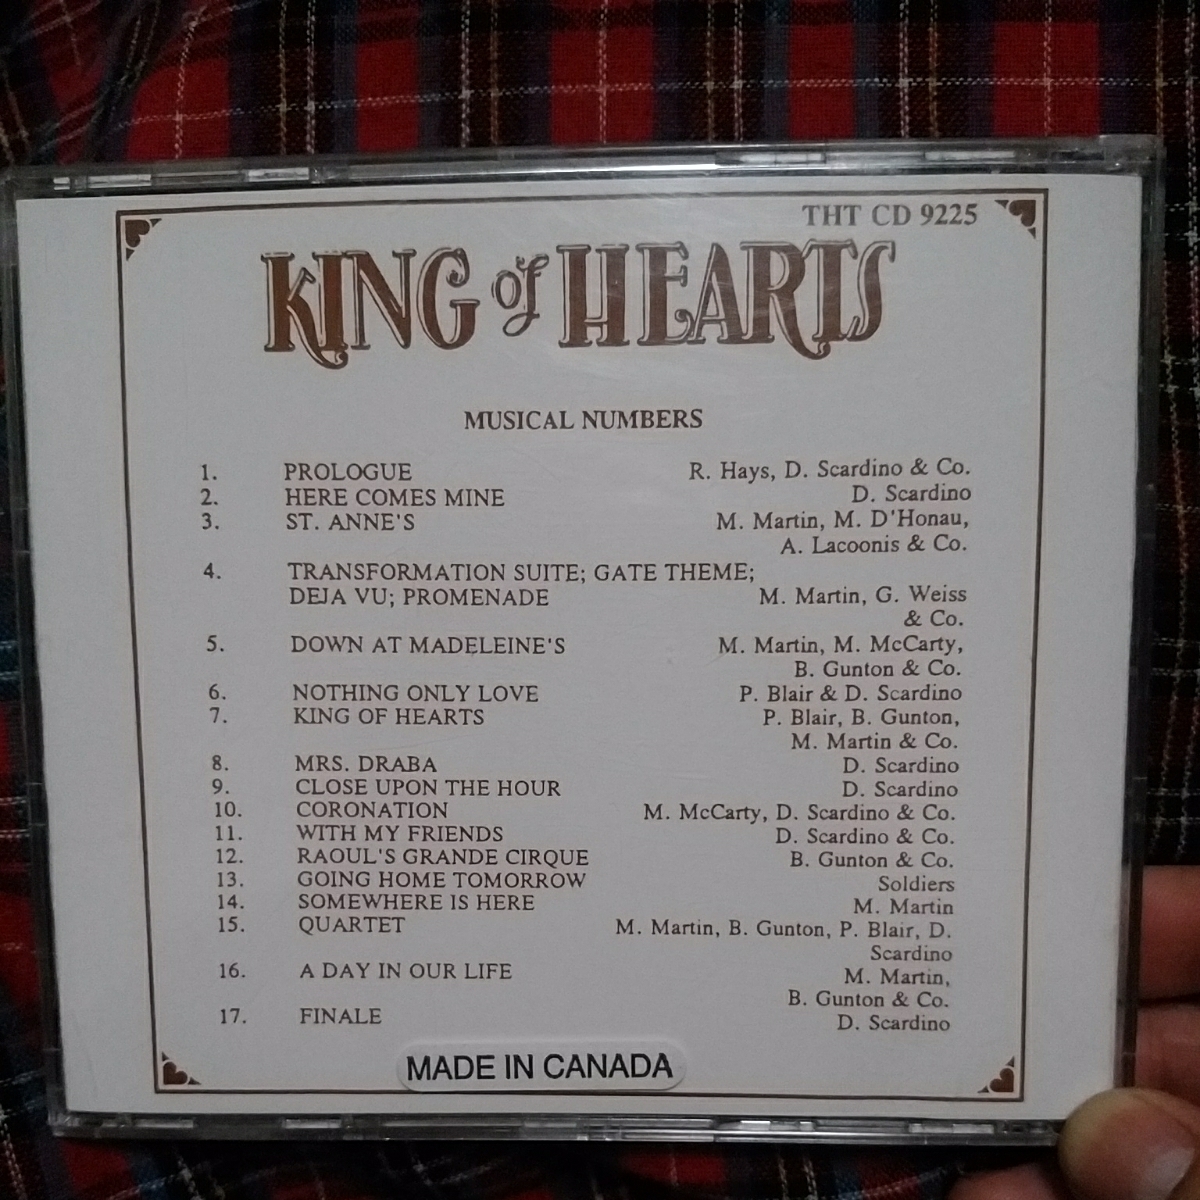 THT CD 9225
KING of HEARTS
MUSICAL NUMBERS
1. PROLOGUE R. Hays, D. Scardino & Co.
2. HERE COMES MINE D. Scardino
3. ST. ANNE'S M. Martin, M. D'Honau,
A. Lacoonis & Co.
4. TRANSFORMATION SUITE; GATE THEME;
DEJA VU; PROMENADE M. Martin, G. Weiss
& Co.
5. DOWN AT MADELEINE'S M. Martin, M. McCarty,
B. Gunton & Co.
6. NOTHING ONLY LOVE P. Blair & D. Scardino
7. KING OF HEARTS P. Blair, B. Gunton,
M. Martin & Co.
8. MRS. DRABA D. Scardino
9. CLOSE UPON THE HOUR D. Scardino
10. CORONATION M. McCarty, D. Scardino & Co.
11. WITH MY FRIENDS D. Scardino & Co.
12. RAOUL'S GRANDE CIRQUE B. Gunton & Co.
13. GOING HOME TOMORROW Soldiers
14. SOMEWHERE IS HERE M. Martin
15. QUARTET M. Martin, B. Gunton, P. Blair, D.
Scardino
16. A DAY IN OUR LIFE M. Martin,
B. Gunton & Co.
17. FINALE D. Scardino
MADE IN CANADA